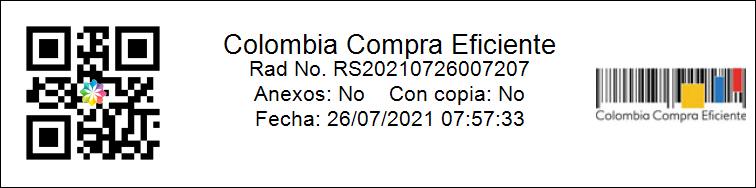 Colombia Compra Eficiente
Rad No. RS20210726007207
Anexos: No Con copia: No
Fecha: 26/07/2021 07:57:33
Colombia Compra Eficiente